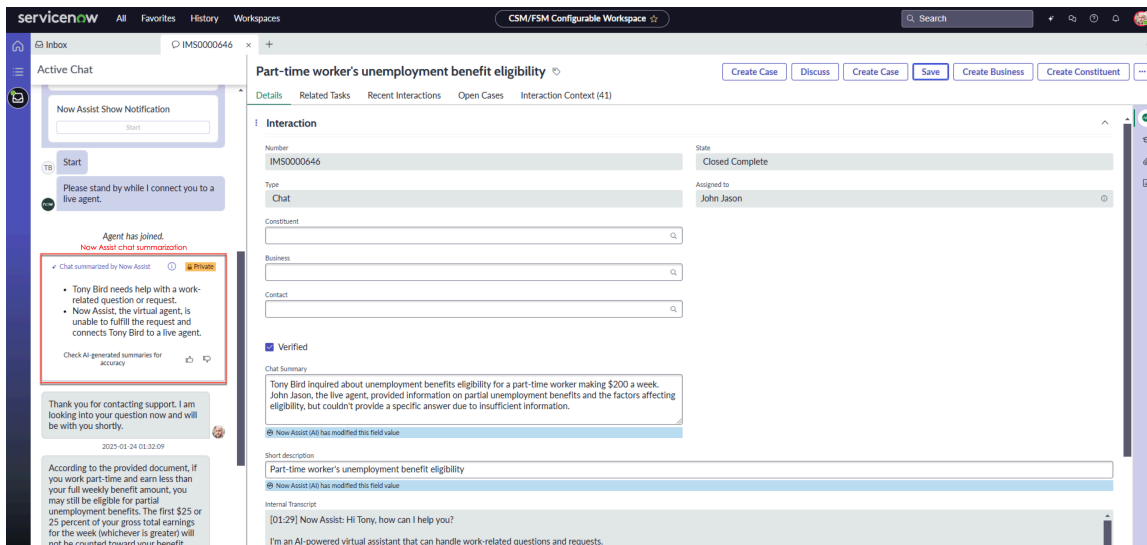 servicenow All Favorites History Workspaces CSM/FSM Configurable Workspace ☆ Search
Inbox IMS0000646 × +
Active Chat
Now Assist Show Notification
Start
TB Start
Please stand by while I connect you to a
live agent.
now
Agent has joined.
Now Assist chat summarization
Chat summarized by Now Assist Private
• Tony Bird needs help with a work-
related question or request.
• Now Assist, the virtual agent, is
unable to fulfill the request and
connects Tony Bird to a live agent.
Check AI-generated summaries for
accuracy
Thank you for contacting support. I am
looking into your question now and will
be with you shortly.
2025-01-24 01:32:09
According to the provided document, if
you work part-time and earn less than
your full weekly benefit amount, you
may still be eligible for partial
unemployment benefits. The first $25 or
25 percent of your gross total earnings
for the week (whichever is greater) will
not be counted toward your benefit
Part-time worker's unemployment benefit eligibility
Create Case Discuss Create Case Save Create Business Create Constituent ...
Details Related Tasks Recent Interactions Open Cases Interaction Context (41)
Interaction
Number
IMS0000646
State
Closed Complete
Type
Chat
Assigned to
John Jason
Constituent
Business
Contact
Verified
Chat Summary
Tony Bird inquired about unemployment benefits eligibility for a part-time worker making $200 a week.
John Jason, the live agent, provided information on partial unemployment benefits and the factors affecting
eligibility, but couldn't provide a specific answer due to insufficient information.
Now Assist (AI) has modified this field value
Short description
Part-time worker's unemployment benefit eligibility
Now Assist (AI) has modified this field value
Internal Transcript
[01:29] Now Assist: Hi Tony, how can I help you?
I'm an AI-powered virtual assistant that can handle work-related questions and requests.